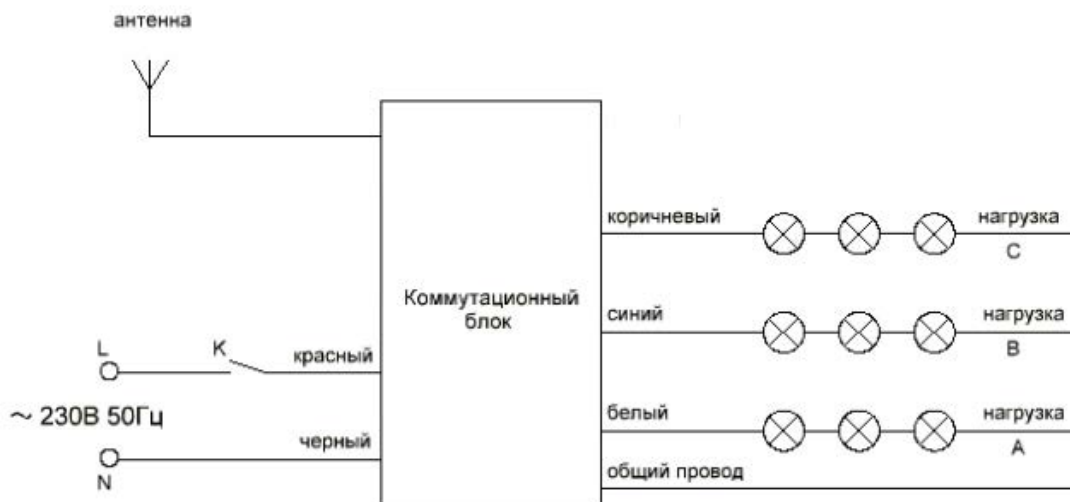 антенна
коричневый
нагрузка
С
Коммутационный
блок
синий
нагрузка
В
L
К
красный
~ 230В 50Гц
белый
нагрузка
А
черный
N
общий провод